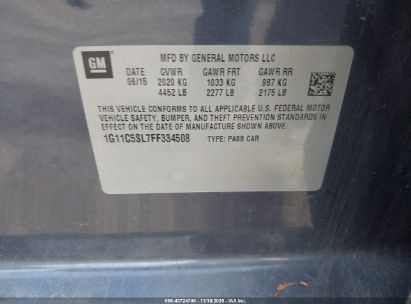 GM
MFD BY GENERAL MOTORS LLC
DATE GVWR GAWR FRT GAWR RR
06/15 2020 KG 1033 KG 987 KG
4452 LB 2277 LB 2175 LB
THIS VEHICLE CONFORMS TO ALL APPLICABLE U.S. FEDERAL MOTOR
VEHICLE SAFETY, BUMPER, AND THEFT PREVENTION STANDARDS
IN EFFECT ON THE DATE OF MANUFACTURE SHOWN ABOVE.
1G11C5SL7FF334508 TYPE: PASS CAR